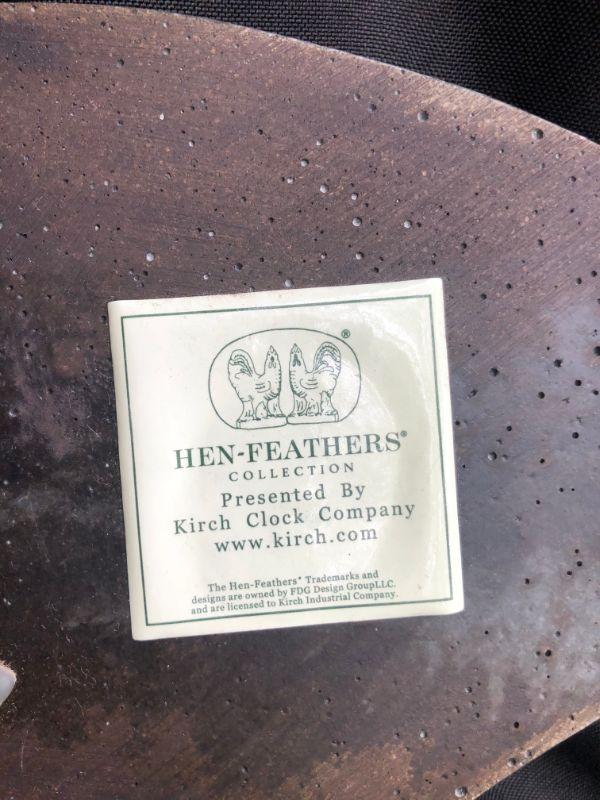 ®
HEN-FEATHERS®
COLLECTION
Presented By
Kirch Clock Company
www.kirch.com
The Hen-Feathers® Trademarks and
designs are owned by FDG Design GroupLLC.
and are licensed to Kirch Industrial Company.